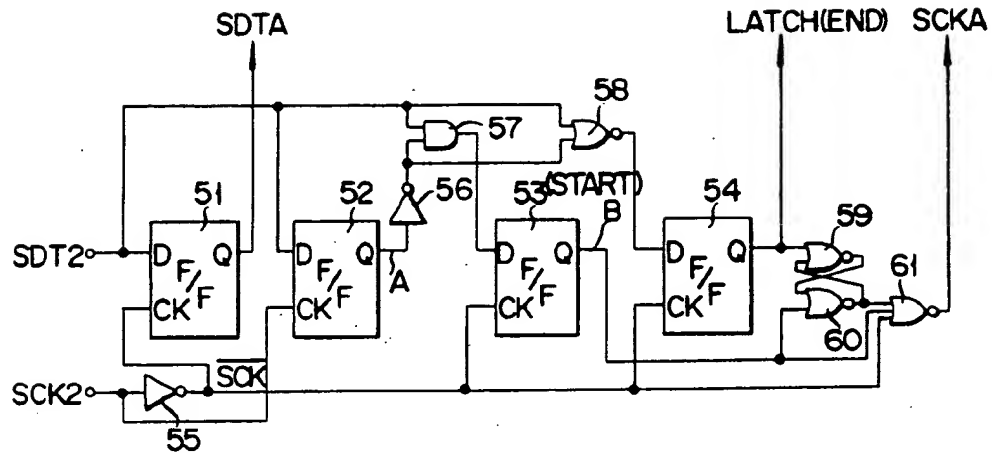 SDTA
LATCH(END)
SCKA
58
57
51
52
56
53
(START)
B
54
59
SDT2
D Q
F/F
CK
D Q
F/F
CK
A
D Q
F/F
CK
D Q
F/F
CK
61
60
SCK
SCK2
55